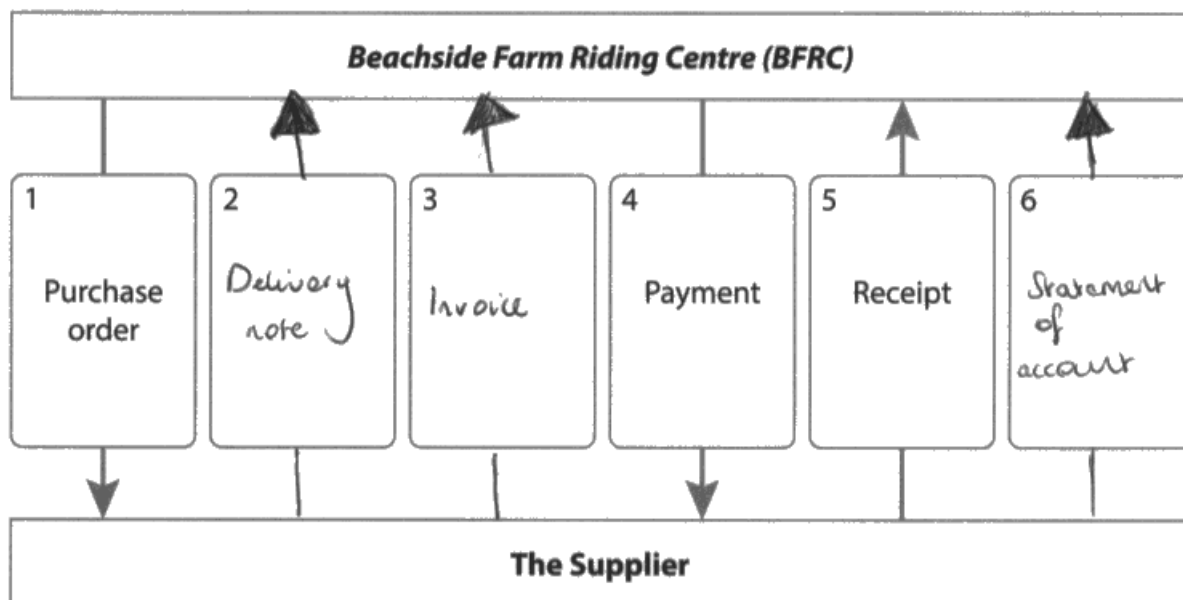 Beachside Farm Riding Centre (BFRC)
1
Purchase
order
2
Delivery
note
3
Invoice
4
Payment
5
Receipt
6
Statement
of
account
The Supplier